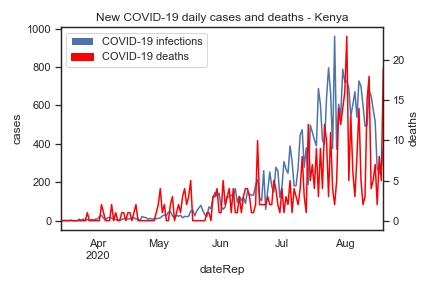 New COVID-19 daily cases and deaths - Kenya
COVID-19 infections
COVID-19 deaths
1000
800
600
400
200
0
cases
20
15
10
5
0
deaths
Apr
2020
May
Jun
Jul
Aug
dateRep